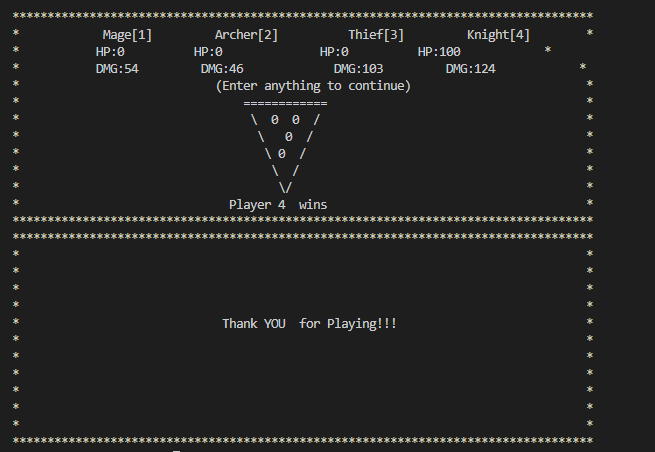 ***********************************************************************************
*            Mage[1]         Archer[2]          Thief[3]         Knight[4]        *
*           HP:0          HP:0              HP:0          HP:100            *
*           DMG:54         DMG:46             DMG:103         DMG:124            *
*                            (Enter anything to continue)                         *
*                                ============                                     *
*                                 \  0  0  /                                      *
*                                  \   0  /                                       *
*                                   \ 0  /                                        *
*                                    \  /                                         *
*                                     \/                                          *
*                              Player 4  wins                                     *
***********************************************************************************
***********************************************************************************
*                                                                                 *
*                                                                                 *
*                                                                                 *
*                                                                                 *
*                             Thank YOU  for Playing!!!                           *
*                                                                                 *
*                                                                                 *
*                                                                                 *
*                                                                                 *
*                                                                                 *
*                                                                                 *
***********************************************************************************